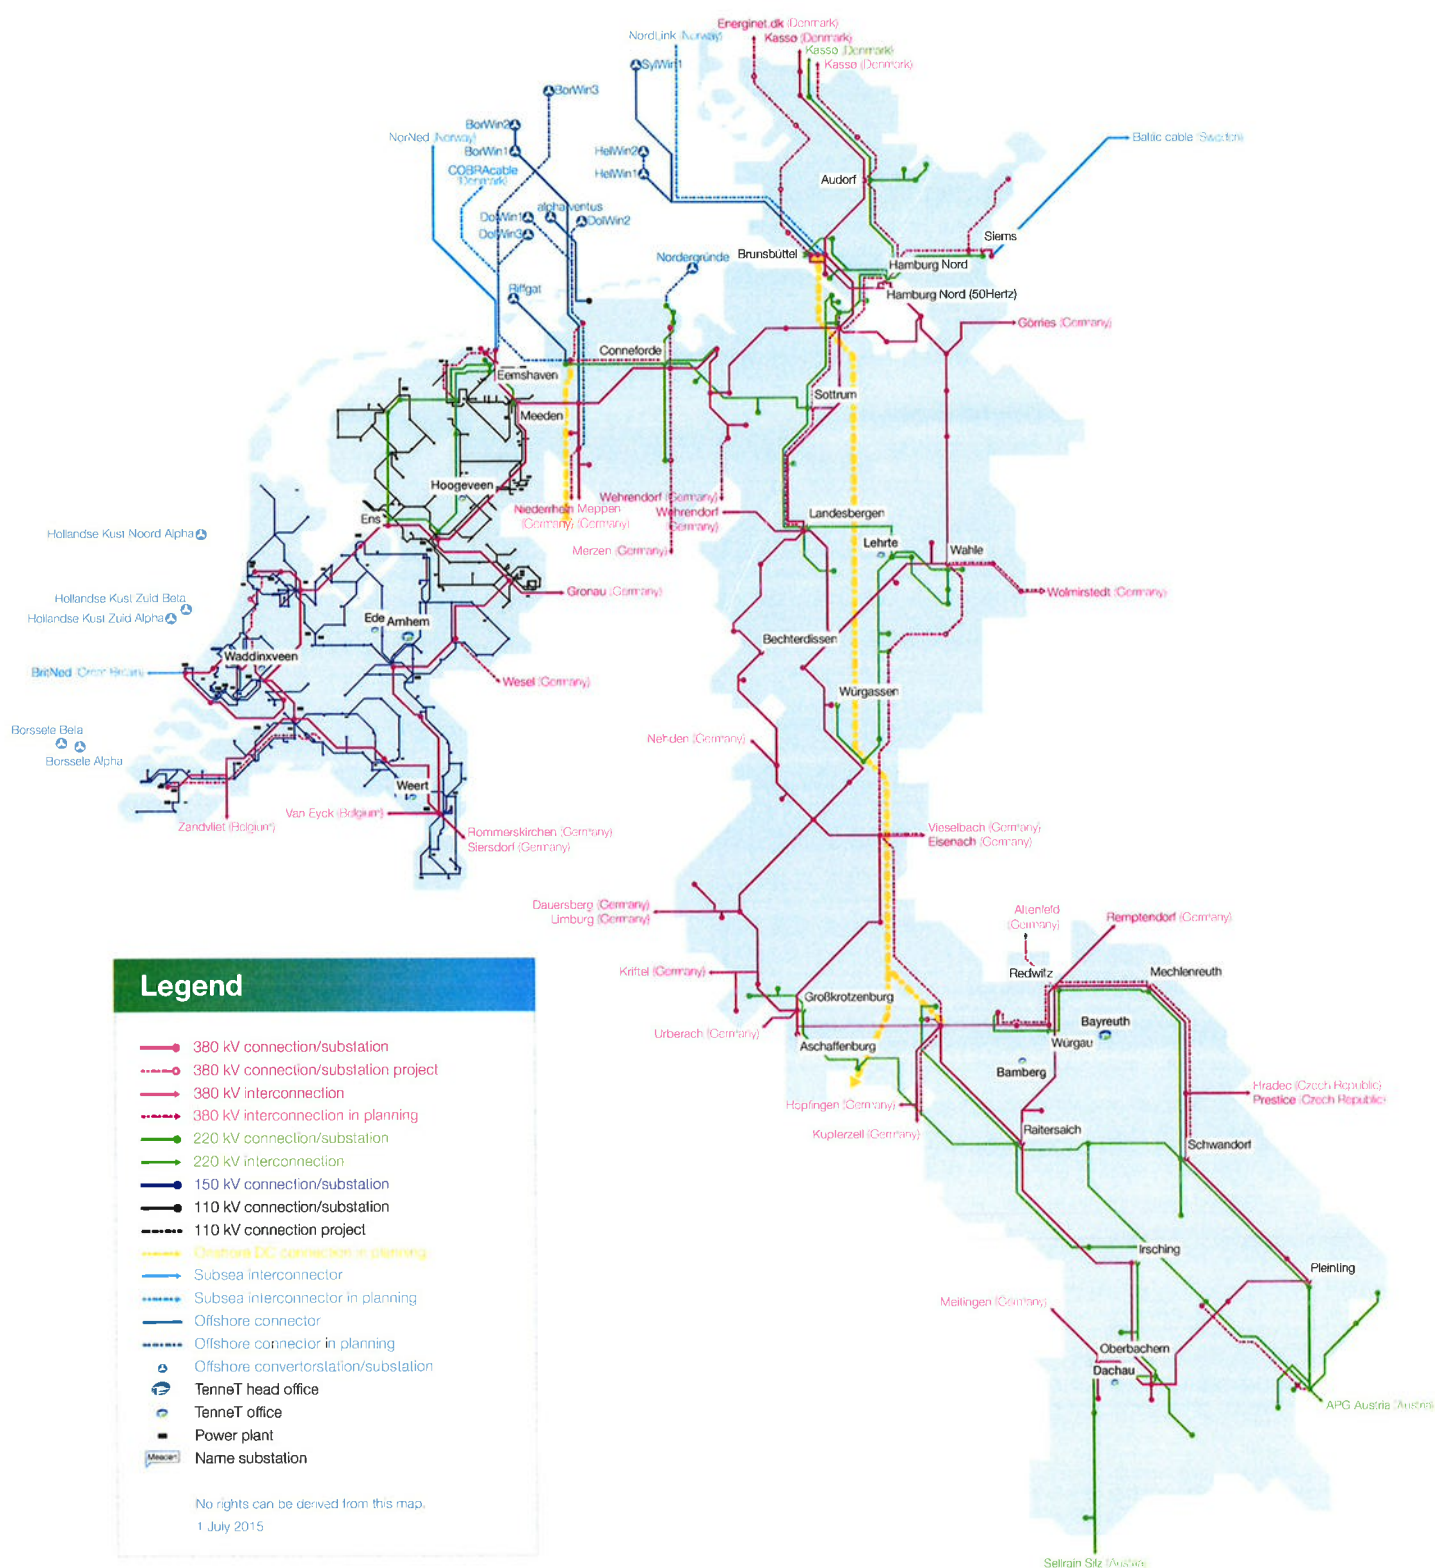 Energinet.dk (Denmark)
NordLink (Norway)
Kassø (Denmark)
Kassø (Denmark)
Kassø (Denmark)
SylWin1
BorWin3
BorWin2
NorNed (Norway)
Baltic cable (Sweden)
BorWin1
HelWin2
COBRAcable
(Denmark)
HelWin1
Audorf
alpha ventus
DolWin1
DolWin2
DolWin3
Siems
Brunsbüttel
Nordergründe
Hamburg Nord
Riffgat
Hamburg Nord (50Hertz)
Görries (Germany)
Conneforde
Eemshaven
Sottrum
Meeden
Hoogeveen
Wehrendorf (Germany)
Niederrhein
(Germany)
Meppen
(Germany)
Wehrendorf
(Germany)
Landesbergen
Ens
Hollandse Kust Noord Alpha
Lehrte
Wahle
Merzen (Germany)
Gronau (Germany)
Wolmirstedt (Germany)
Hollandse Kust Zuid Beta
Hollandse Kust Zuid Alpha
Ede
Arnhem
Bechterdissen
Waddinxveen
BritNed (Great Britain)
Wesel (Germany)
Würgassen
Borssele Beta
Nehden (Germany)
Borssele Alpha
Weert
Van Eyck (Belgium)
Zandvliet (Belgium)
Rommerskirchen (Germany)
Siersdorf (Germany)
Vieselbach (Germany)
Eisenach (Germany)
Dauersberg (Germany)
Limburg (Germany)
Altenfeld
(Germany)
Remptendorf (Germany)
Kriftel (Germany)
Redwitz
Mechlenreuth
Großkrotzenburg
Urberach (Germany)
Bayreuth
Aschaffenburg
Würgau
Bamberg
Hradec (Czech Republic)
Prestice (Czech Republic)
Höpfingen (Germany)
Kupferzell (Germany)
Raitersaich
Schwandorf
Irsching
Pleinting
Meitingen (Germany)
Oberbachern
Dachau
APG Austria (Austria)
Sellrain Silz (Austria)
Legend
380 kV connection/substation
380 kV connection/substation project
380 kV interconnection
380 kV interconnection in planning
220 kV connection/substation
220 kV interconnection
150 kV connection/substation
110 kV connection/substation
110 kV connection project
Onshore DC connection in planning
Subsea interconnector
Subsea interconnector in planning
Offshore connector
Offshore connector in planning
Offshore convertorstation/substation
TenneT head office
TenneT office
Power plant
Meeden
Name substation
No rights can be derived from this map.
1 July 2015